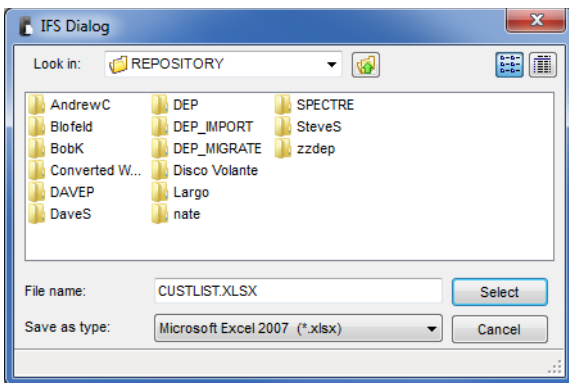 IFS Dialog
Look in: REPOSITORY
AndrewC DEP SPECTRE
Blofeld DEP_IMPORT SteveS
BobK DEP_MIGRATE zzdep
Converted W... Disco Volante
DAVEP Largo
DaveS nate
File name: CUSTLIST.XLSX Select
Save as type: Microsoft Excel 2007 (*.xlsx) Cancel